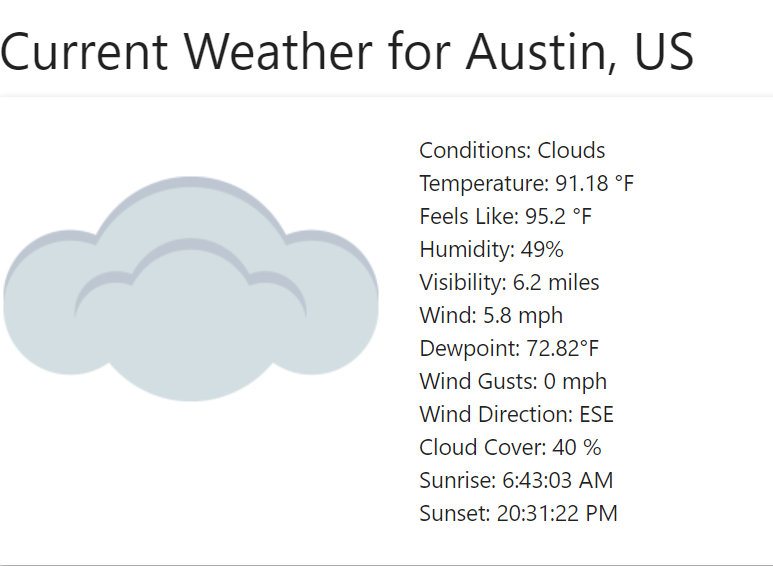 Current Weather for Austin, US
Conditions: Clouds
Temperature: 91.18 °F
Feels Like: 95.2 °F
Humidity: 49%
Visibility: 6.2 miles
Wind: 5.8 mph
Dewpoint: 72.82°F
Wind Gusts: 0 mph
Wind Direction: ESE
Cloud Cover: 40 %
Sunrise: 6:43:03 AM
Sunset: 20:31:22 PM